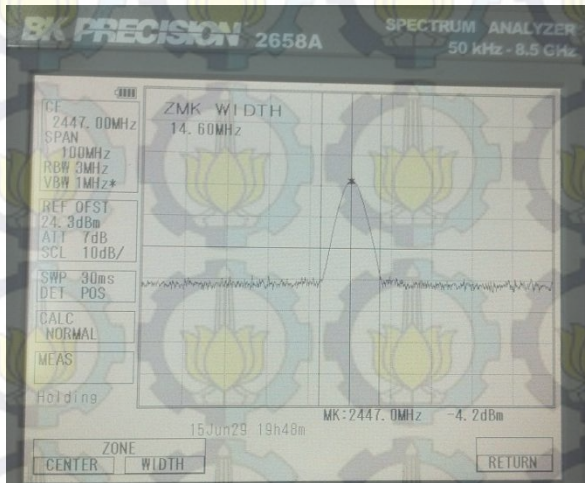 BK PRECISION 2658A
SPECTRUM ANALYZER
50 kHz - 8.5 GHz
CF
2447.00MHz
SPAN
100MHz
RBW 3MHz
VBW 1MHz*
REF OFST
24.3dBm
ATT 7dB
SCL 10dB/
SWP 30ms
DET POS
CALC
NORMAL
MEAS
Holding
ZMK WIDTH
14.60MHz
MK:2447.0MHz -4.2dBm
15Jun29 19h48m
ZONE
CENTER WIDTH
RETURN